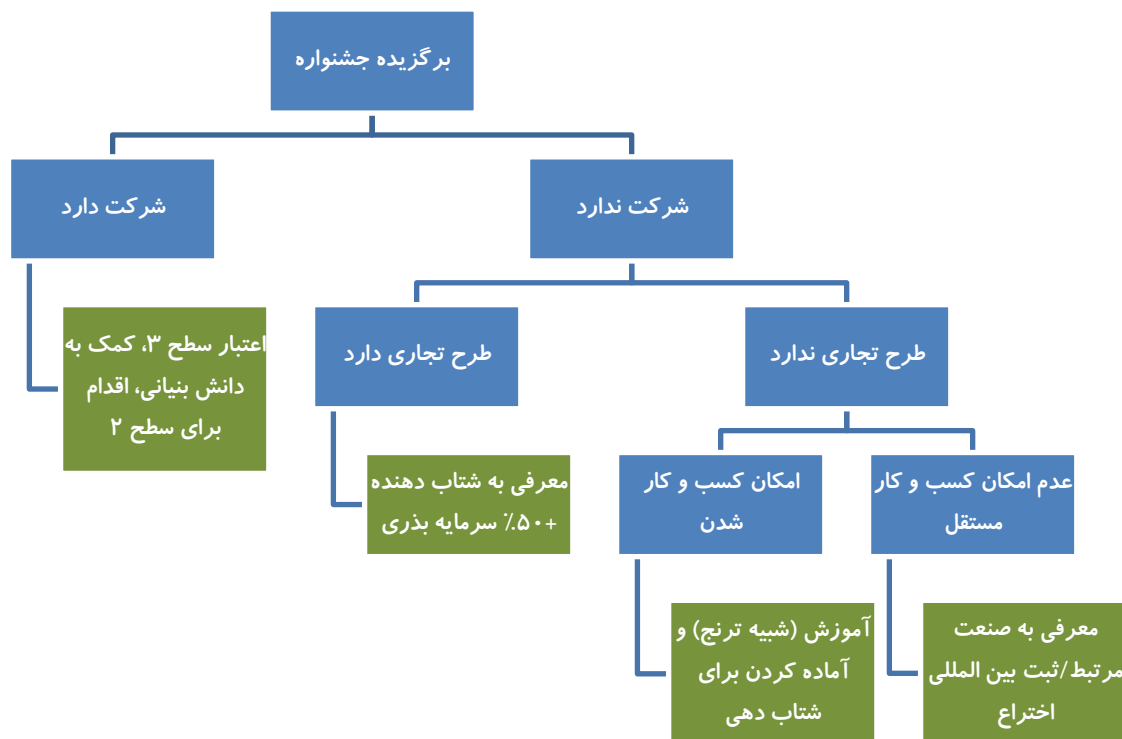 برگزیده جشنواره
شرکت دارد
شرکت ندارد
اعتبار سطح ۳، کمک به
دانش بنیانی، اقدام
برای سطح ۲
طرح تجاری دارد
طرح تجاری ندارد
معرفی به شتاب دهنده
+۵۰٪ سرمایه بذری
امکان کسب و کار
شدن
عدم امکان کسب و کار
مستقل
آموزش (شبیه ترنج) و
آماده کردن برای
شتاب دهی
معرفی به صنعت
مرتبط/ثبت بین المللی
اختراع